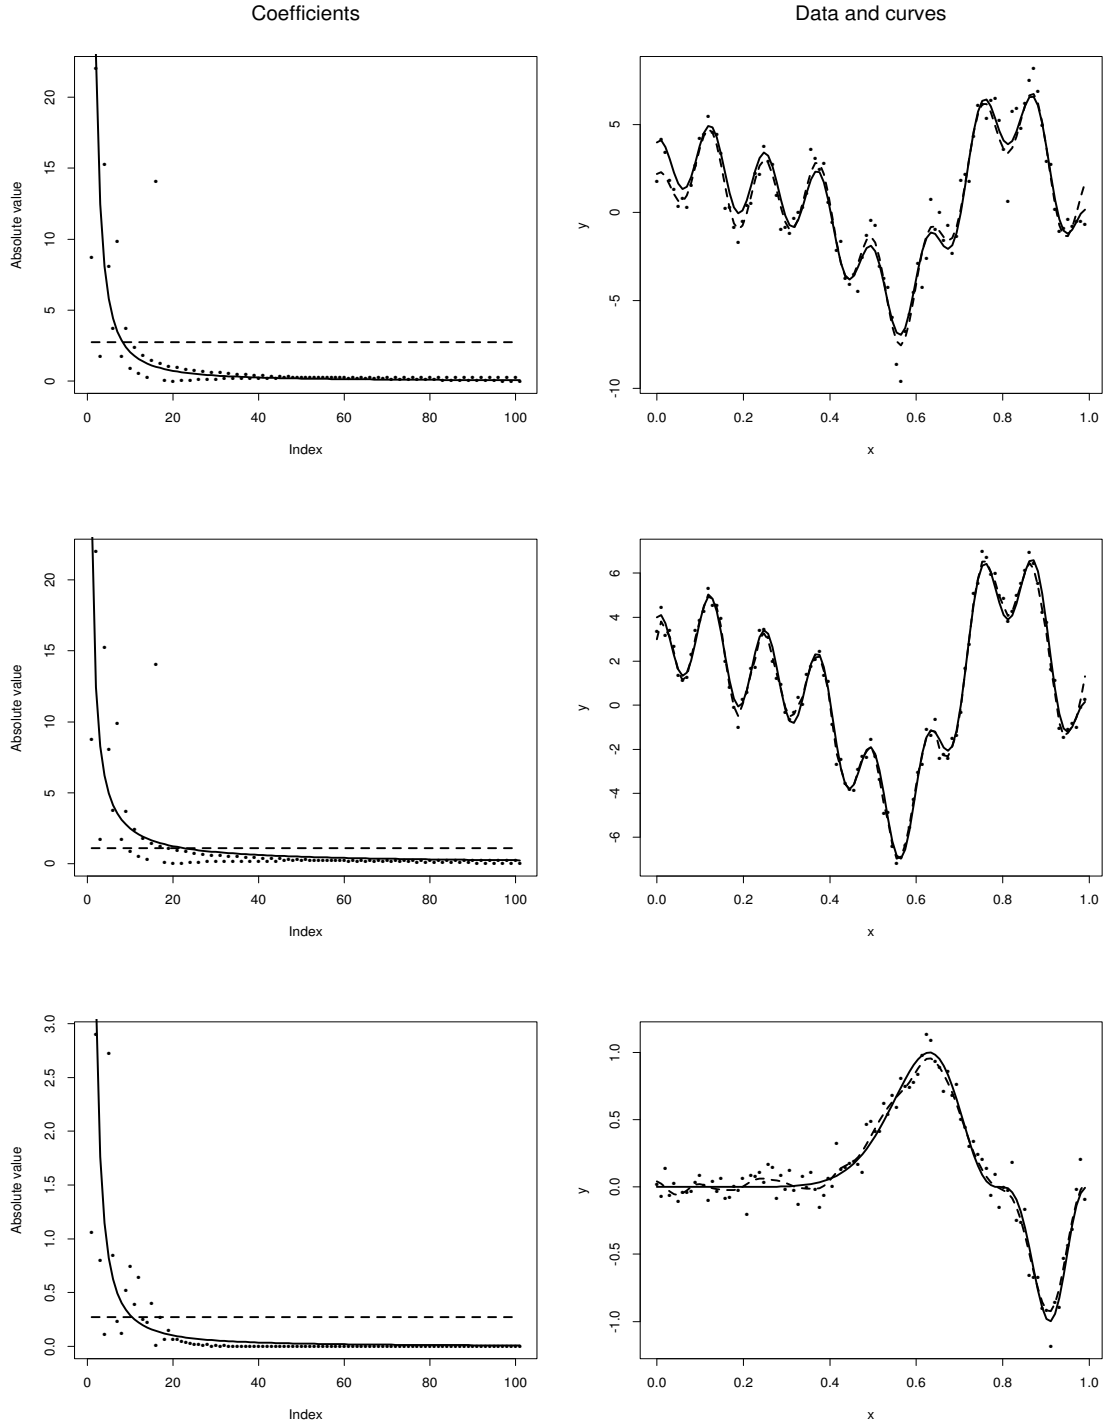 Coefficients
Data and curves
Absolute value
0 5 10 15 20
0 20 40 60 80 100
Index
y
-10 -5 0 5
0.0 0.2 0.4 0.6 0.8 1.0
x
Absolute value
0 5 10 15 20
0 20 40 60 80 100
Index
y
-6 -4 -2 0 2 4 6
0.0 0.2 0.4 0.6 0.8 1.0
x
Absolute value
0.0 0.5 1.0 1.5 2.0 2.5 3.0
0 20 40 60 80 100
Index
y
-1.0 -0.5 0.0 0.5 1.0
0.0 0.2 0.4 0.6 0.8 1.0
x